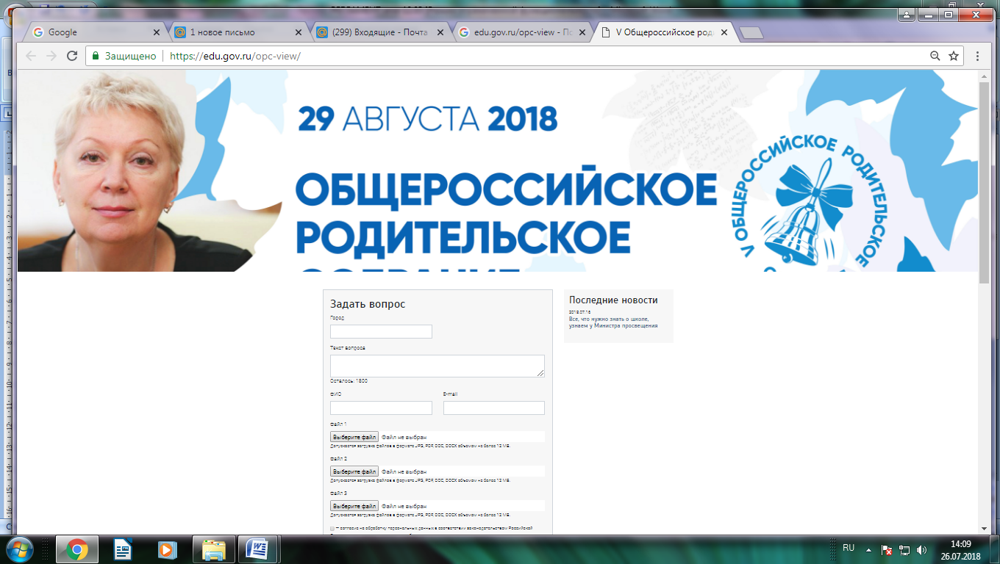 Google
1 новое письмо
(299) Входящие - Почта
edu.gov.ru/opc-view - По
V Общероссийское род
Защищено
https://edu.gov.ru/opc-view/
29 АВГУСТА 2018
ОБЩЕРОССИЙСКОЕ
РОДИТЕЛЬСКОЕ
V ОБЩЕРОССИЙСКОЕ РОДИТЕЛЬСКОЕ
Задать вопрос
Город
Текст вопроса
Осталось: 1800
ФИО
E-mail
Файл 1
Выберите файл Файл не выбран
Допускается загрузка файлов в формате JPG, PDF, DOC, DOCX объемом не более 12 МБ.
Файл 2
Выберите файл Файл не выбран
Допускается загрузка файлов в формате JPG, PDF, DOC, DOCX объемом не более 12 МБ.
Файл 3
Выберите файл Файл не выбран
Допускается загрузка файлов в формате JPG, PDF, DOC, DOCX объемом не более 12 МБ.
— согласие на обработку персональных данных в соответствии законодательством Российской
Последние новости
2018.07.16
Все, что нужно знать о школе,
узнаем у Министра просвещения
RU
14:09
26.07.2018